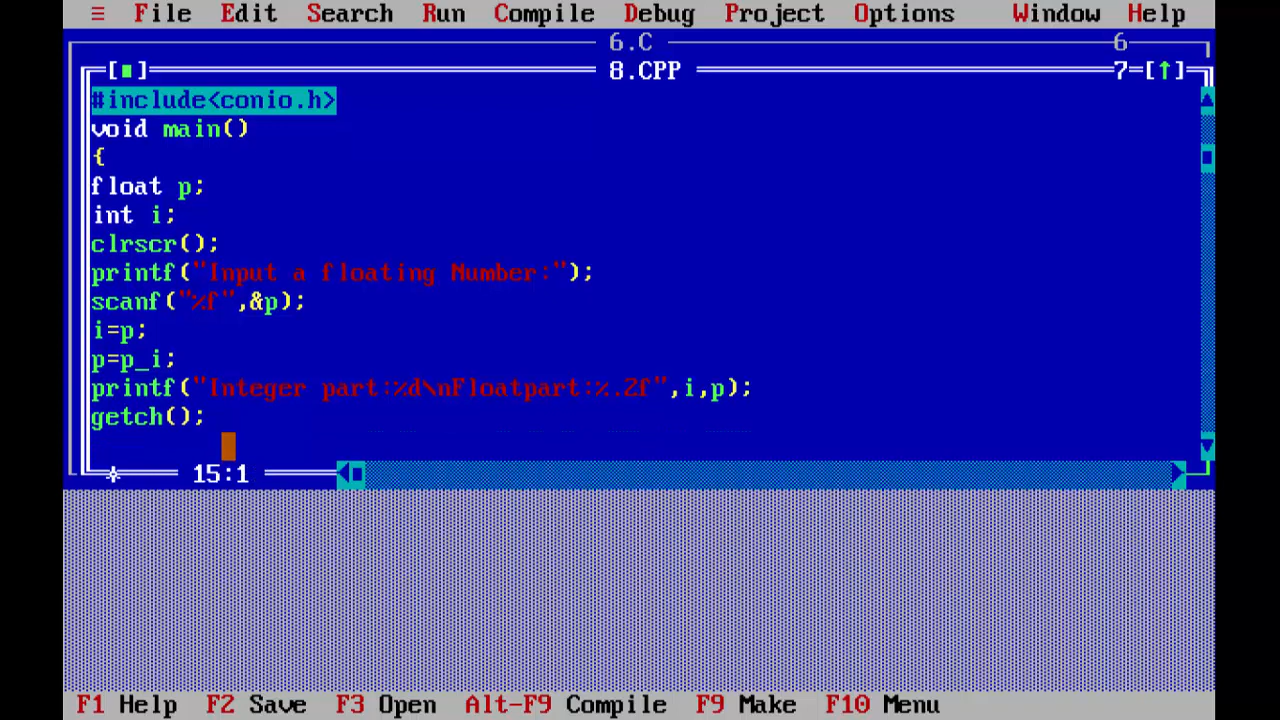 ≡ File Edit Search Run Compile Debug Project Options Window Help
6.C 6
[■] 8.CPP 7=[↑]
#include<conio.h>
void main()
{
float p;
int i;
clrscr();
printf("Input a floating Number:");
scanf("%f",&p);
i=p;
p=p_i;
printf("Integer part:%d\nFloatpart:%.2f",i,p);
getch();
15:1
F1 Help F2 Save F3 Open Alt-F9 Compile F9 Make F10 Menu